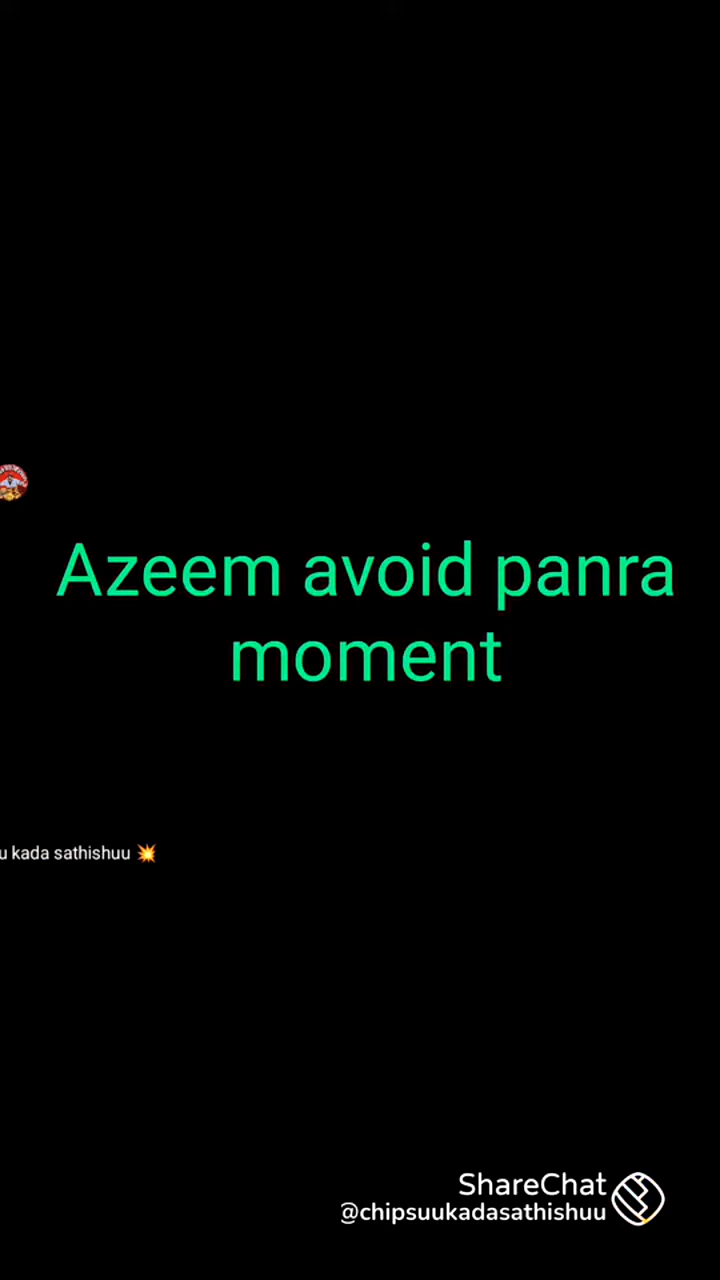 Azeem avoid panra
moment
u kada sathishuu 💥
ShareChat
@chipsuukadasathishuu